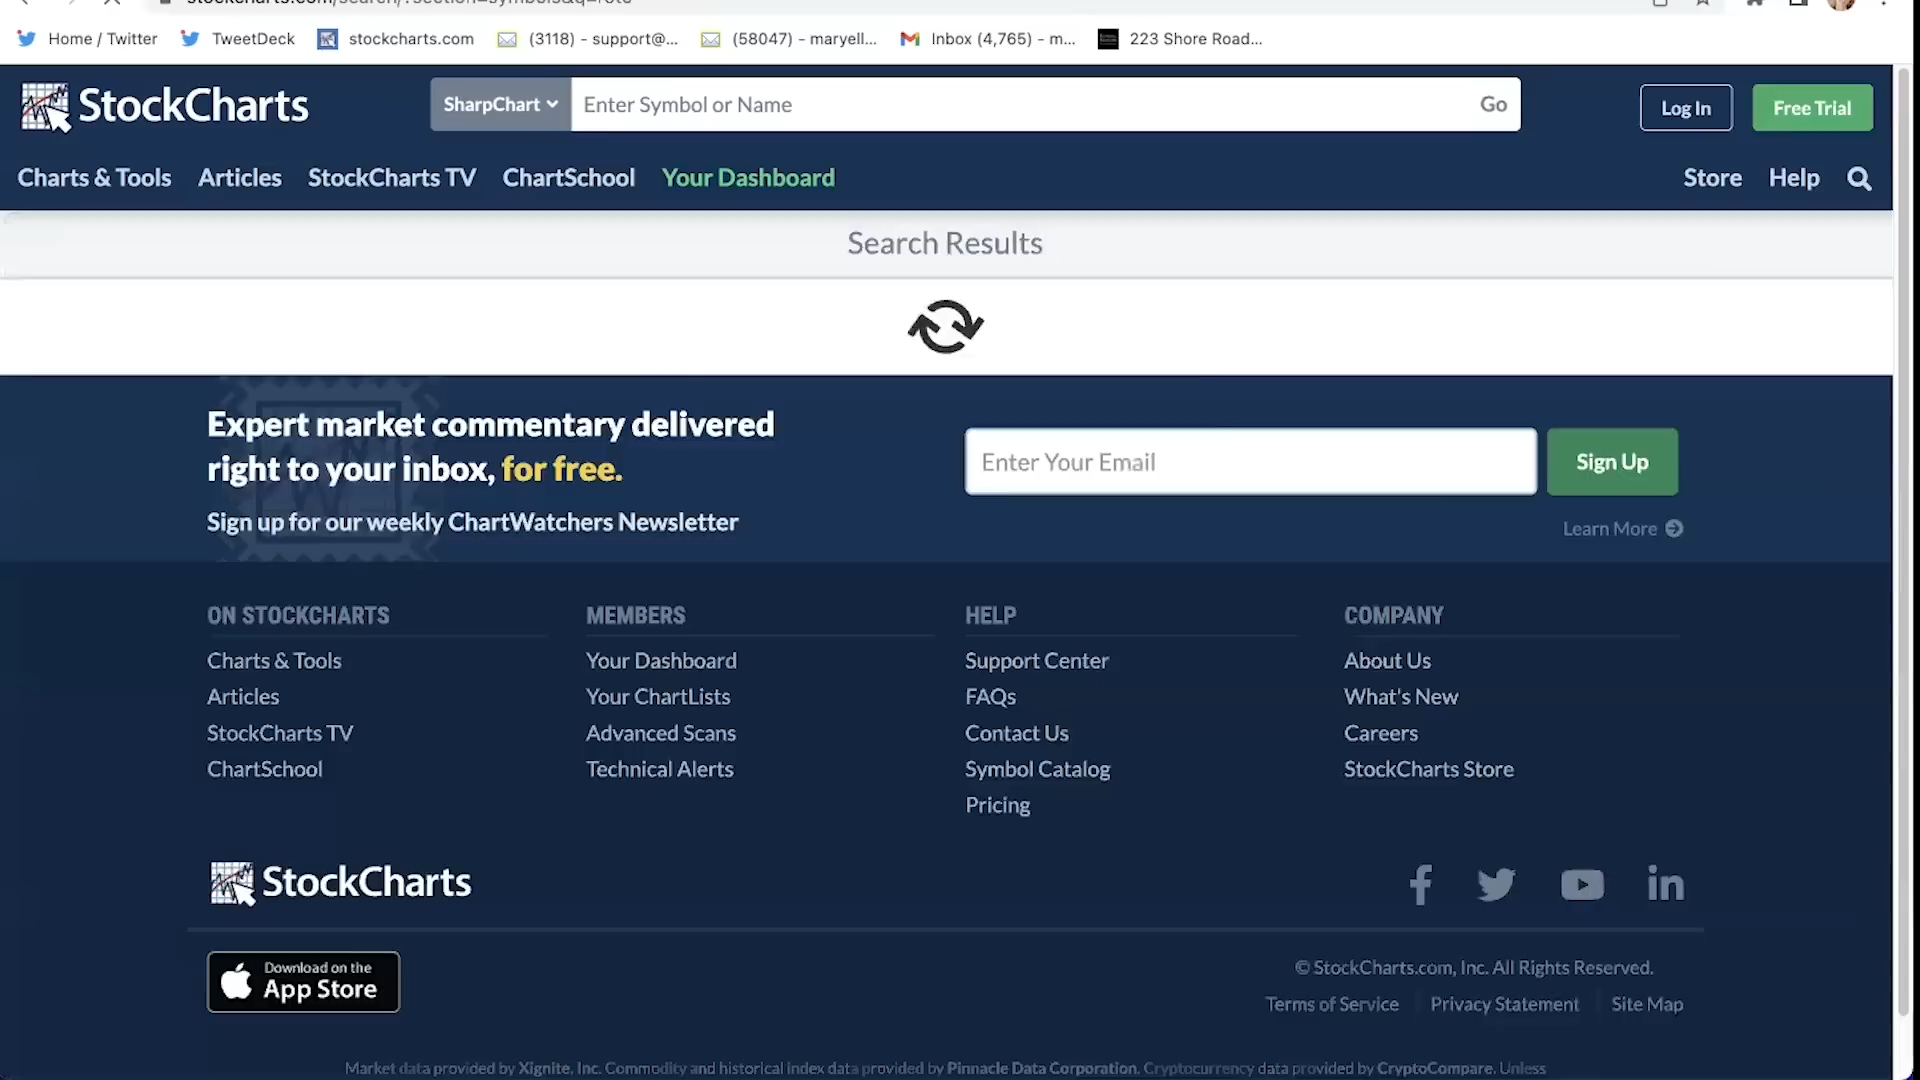 Home / Twitter TweetDeck stockcharts.com (3118) - support@... (58047) - maryell... Inbox (4,765) - m... 223 Shore Road...
StockCharts SharpChart Enter Symbol or Name Go Log In Free Trial
Charts & Tools Articles StockCharts TV ChartSchool Your Dashboard Store Help
Search Results
Expert market commentary delivered
right to your inbox, for free.
Enter Your Email Sign Up
Sign up for our weekly ChartWatchers Newsletter
Learn More
ON STOCKCHARTS MEMBERS HELP COMPANY
Charts & Tools Your Dashboard Support Center About Us
Articles Your ChartLists FAQs What's New
StockCharts TV Advanced Scans Contact Us Careers
ChartSchool Technical Alerts Symbol Catalog StockCharts Store
Pricing
StockCharts
Download on the
App Store
© StockCharts.com, Inc. All Rights Reserved.
Terms of Service Privacy Statement Site Map
Market data provided by Xignite, Inc. Commodity and historical index data provided by Pinnacle Data Corporation. Cryptocurrency data provided by CryptoCompare. Unless